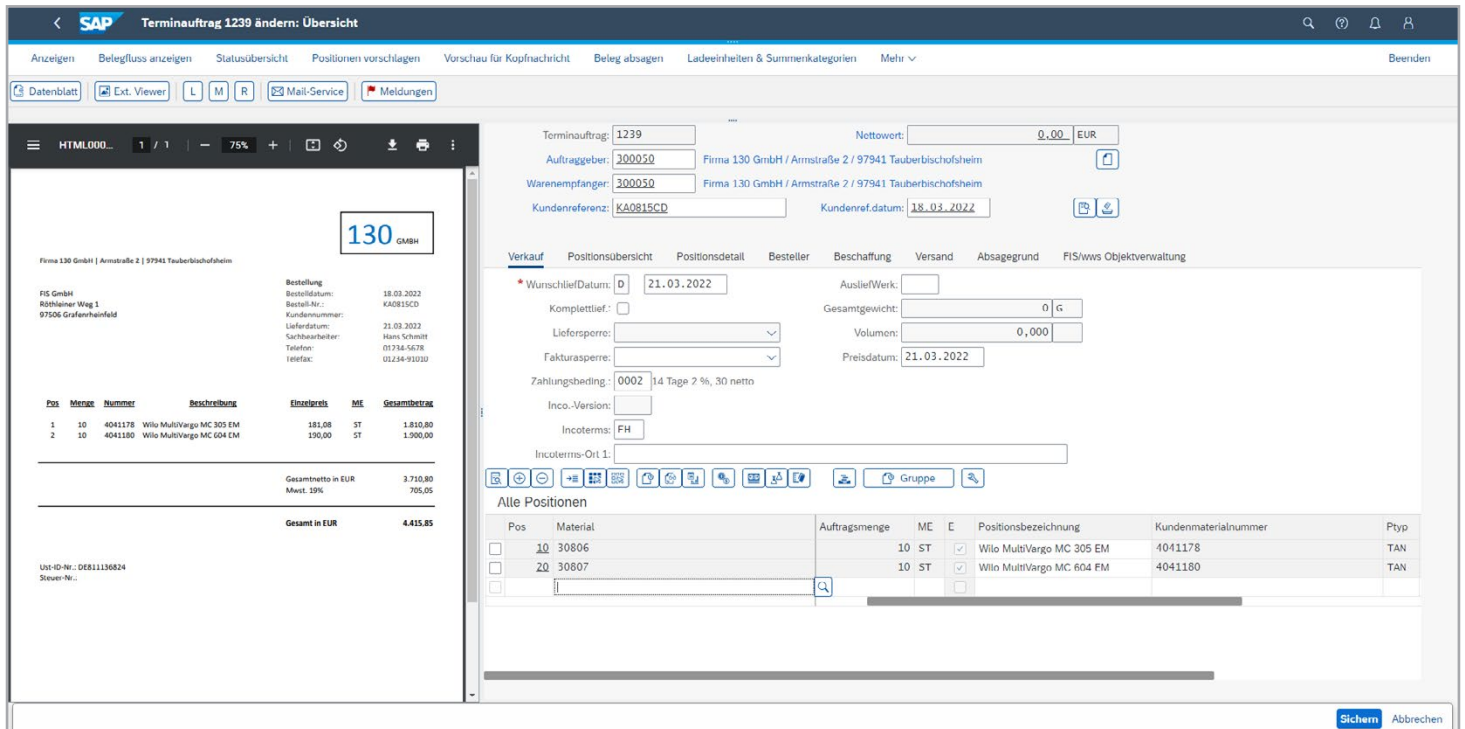 SAP Terminauftrag 1239 ändern: Übersicht
Anzeigen Belegfluss anzeigen Statusübersicht Positionen vorschlagen Vorschau für Kopfnachricht Beleg absagen Ladeeinheiten & Summenkategorien Mehr Beenden
Datenblatt Ext. Viewer L M R Mail-Service Meldungen
HTML000... 1 / 1 75%
130 GMBH
Firma 130 GmbH | Armstraße 2 | 97941 Tauberbischofsheim
Bestellung
FIS GmbH Bestelldatum: 18.03.2022
Röthleiner Weg 1 Bestell-Nr.: KA0815CD
97506 Grafenrheinfeld Kundennummer:
Lieferdatum: 21.03.2022
Sachbearbeiter: Hans Schmitt
Telefon: 01234-5678
Telefax: 01234-91010
Pos Menge Nummer Beschreibung Einzelpreis ME Gesamtbetrag
1 10 4041178 Wilo MultiVargo MC 305 EM 181,08 ST 1.810,80
2 10 4041180 Wilo MultiVargo MC 604 EM 190,00 ST 1.900,00
Gesamtnetto in EUR 3.710,80
Mwst. 19% 705,05
Gesamt in EUR 4.415,85
Ust-ID-Nr.: DE811136824
Steuer-Nr.:
Terminauftrag: 1239 Nettowert: 0,00 EUR
Auftraggeber: 300050 Firma 130 GmbH / Armstraße 2 / 97941 Tauberbischofsheim
Warenempfänger: 300050 Firma 130 GmbH / Armstraße 2 / 97941 Tauberbischofsheim
Kundenreferenz: KA0815CD Kundenref.datum: 18.03.2022
Verkauf Positionsübersicht Positionsdetail Besteller Beschaffung Versand Absagegrund FIS/wws Objektverwaltung
* WunschliefDatum: D 21.03.2022 AusliefWerk:
Komplettlief.: Gesamtgewicht: 0 G
Liefersperre: Volumen: 0,000
Fakturasperre: Preisdatum: 21.03.2022
Zahlungsbeding.: 0002 14 Tage 2 %, 30 netto
Inco.-Version:
Incoterms: FH
Incoterms-Ort 1:
Gruppe
Alle Positionen
Pos Material Auftragsmenge ME E Positionsbezeichnung Kundenmaterialnummer Ptyp
10 30806 10 ST Wilo MultiVargo MC 305 EM 4041178 TAN
20 30807 10 ST Wilo MultiVargo MC 604 EM 4041180 TAN
Sichern Abbrechen